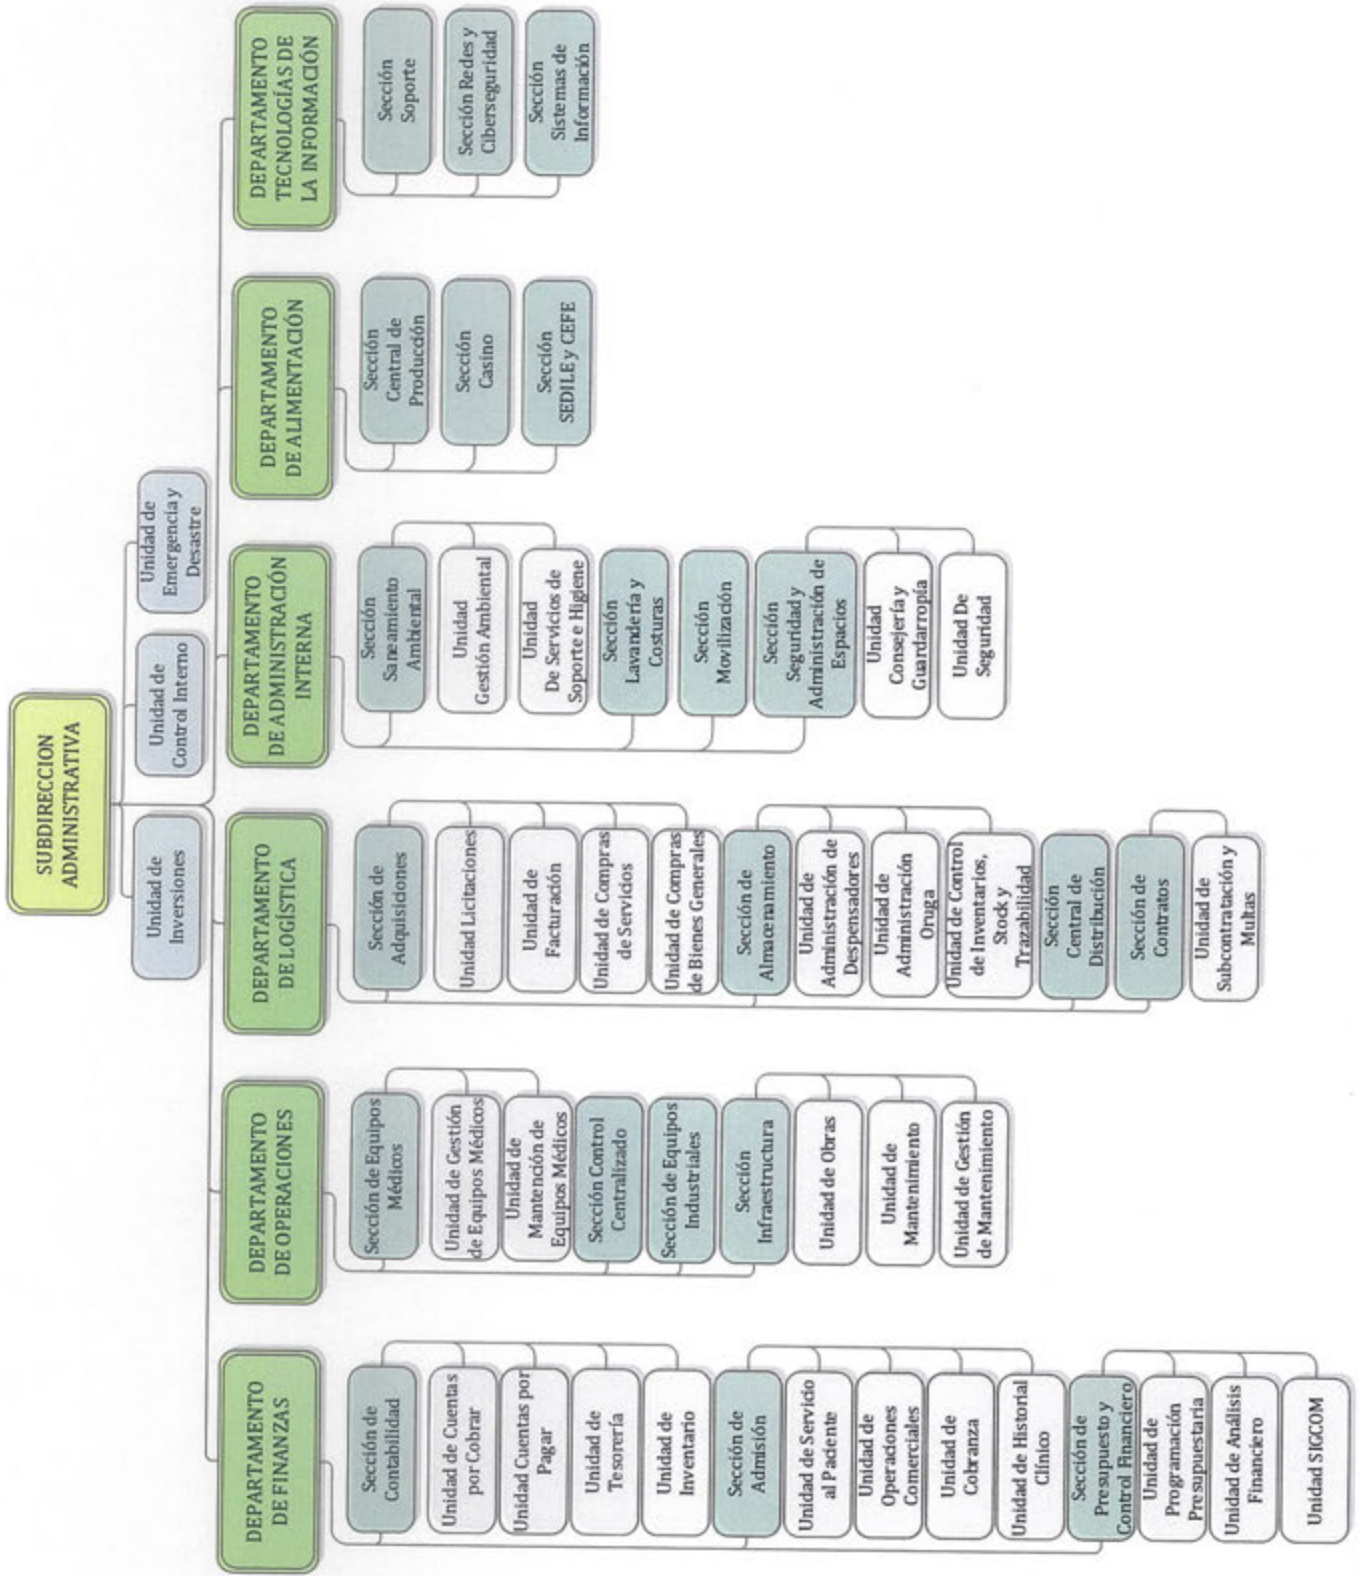 SUBDIRECCION
ADMINISTRATIVA
Unidad de
Inversiones
Unidad de
Control Interno
Unidad de
Emergencia y
Desastre
DEPARTAMENTO
DE FINANZAS
Sección de
Contabilidad
Unidad de Cuentas
por Cobrar
Unidad Cuentas por
Pagar
Unidad de
Tesorería
Unidad de
Inventario
Sección de
Admisión
Unidad de Servicio
al Paciente
Unidad de
Operaciones
Comerciales
Unidad de
Cobranza
Unidad de Historial
Clínico
Sección de
Presupuesto y
Control Financiero
Unidad de
Programación
Presupuestaria
Unidad de Análisis
Financiero
Unidad SIGCOM
DEPARTAMENTO
DE OPERACIONES
Sección de Equipos
Médicos
Unidad de Gestión
de Equipos Médicos
Unidad de
Mantención de
Equipos Médicos
Sección Control
Centralizado
Sección de Equipos
Industriales
Sección
Infraestructura
Unidad de Obras
Unidad de
Mantenimiento
Unidad de Gestión
de Mantenimiento
DEPARTAMENTO
DE LOGÍSTICA
Sección de
Adquisiciones
Unidad Licitaciones
Unidad de
Facturación
Unidad de Compras
de Servicios
Unidad de Compras
de Bienes Generales
Sección de
Almacenamiento
Unidad de
Administración de
Despensadores
Unidad de
Administración
Oruga
Unidad de Control
de Inventarios,
Stock y
Trazabilidad
Sección
Central de
Distribución
Sección de
Contratos
Unidad de
Subcontratación y
Multas
DEPARTAMENTO
DE ADMINISTRACIÓN
INTERNA
Sección
Saneamiento
Ambiental
Unidad
Gestión Ambiental
Unidad
De Servicios de
Soporte e Higiene
Sección
Lavandería y
Costuras
Sección
Movilización
Sección
Seguridad y
Administración de
Espacios
Unidad
Consejería y
Guardarropía
Unidad De
Seguridad
DEPARTAMENTO
DE ALIMENTACIÓN
Sección
Central de
Producción
Sección
Casino
Sección
SEDILE y CEFE
DEPARTAMENTO
TECNOLOGÍAS DE
LA INFORMACIÓN
Sección
Soporte
Sección Redes y
Ciberseguridad
Sección
Sistemas de
Información